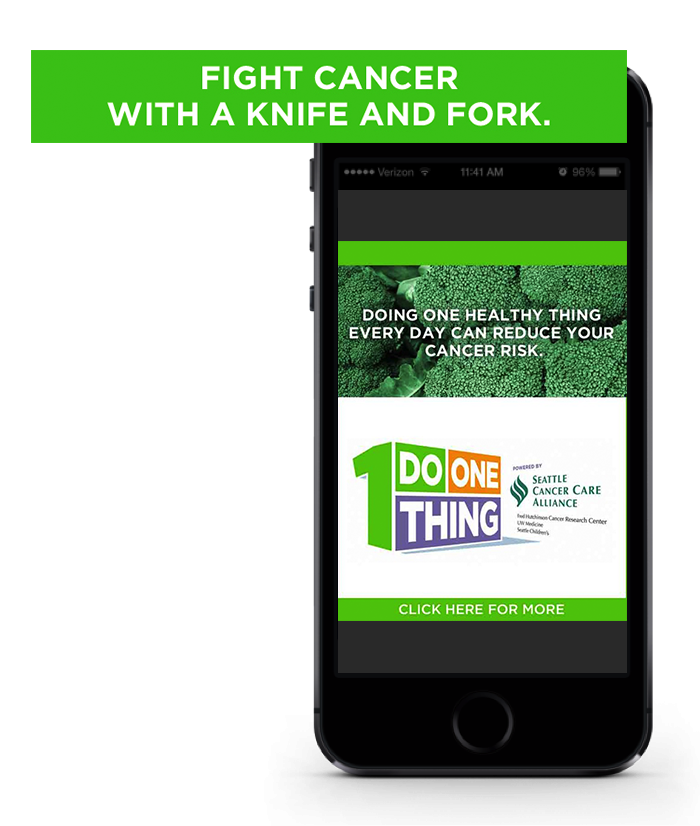 FIGHT CANCER
WITH A KNIFE AND FORK.
Verizon 11:41 AM 96%
DOING ONE HEALTHY THING
EVERY DAY CAN REDUCE YOUR
CANCER RISK.
1 DO ONE
THING
POWERED BY
SEATTLE
CANCER CARE
ALLIANCE
Fred Hutchinson Cancer Research Center
UW Medicine
Seattle Children's
CLICK HERE FOR MORE